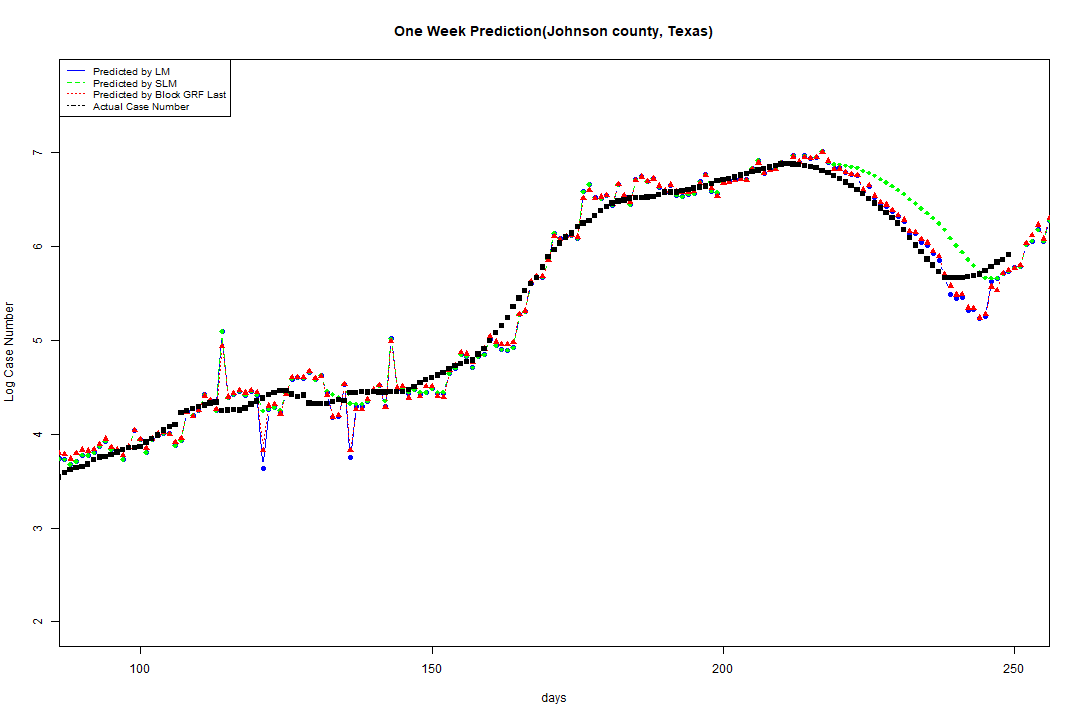 One Week Prediction(Johnson county, Texas)
Predicted by LM
Predicted by SLM
Predicted by Block GRF Last
Actual Case Number
7
6
5
4
3
2
Log Case Number
100 150 200 250
days